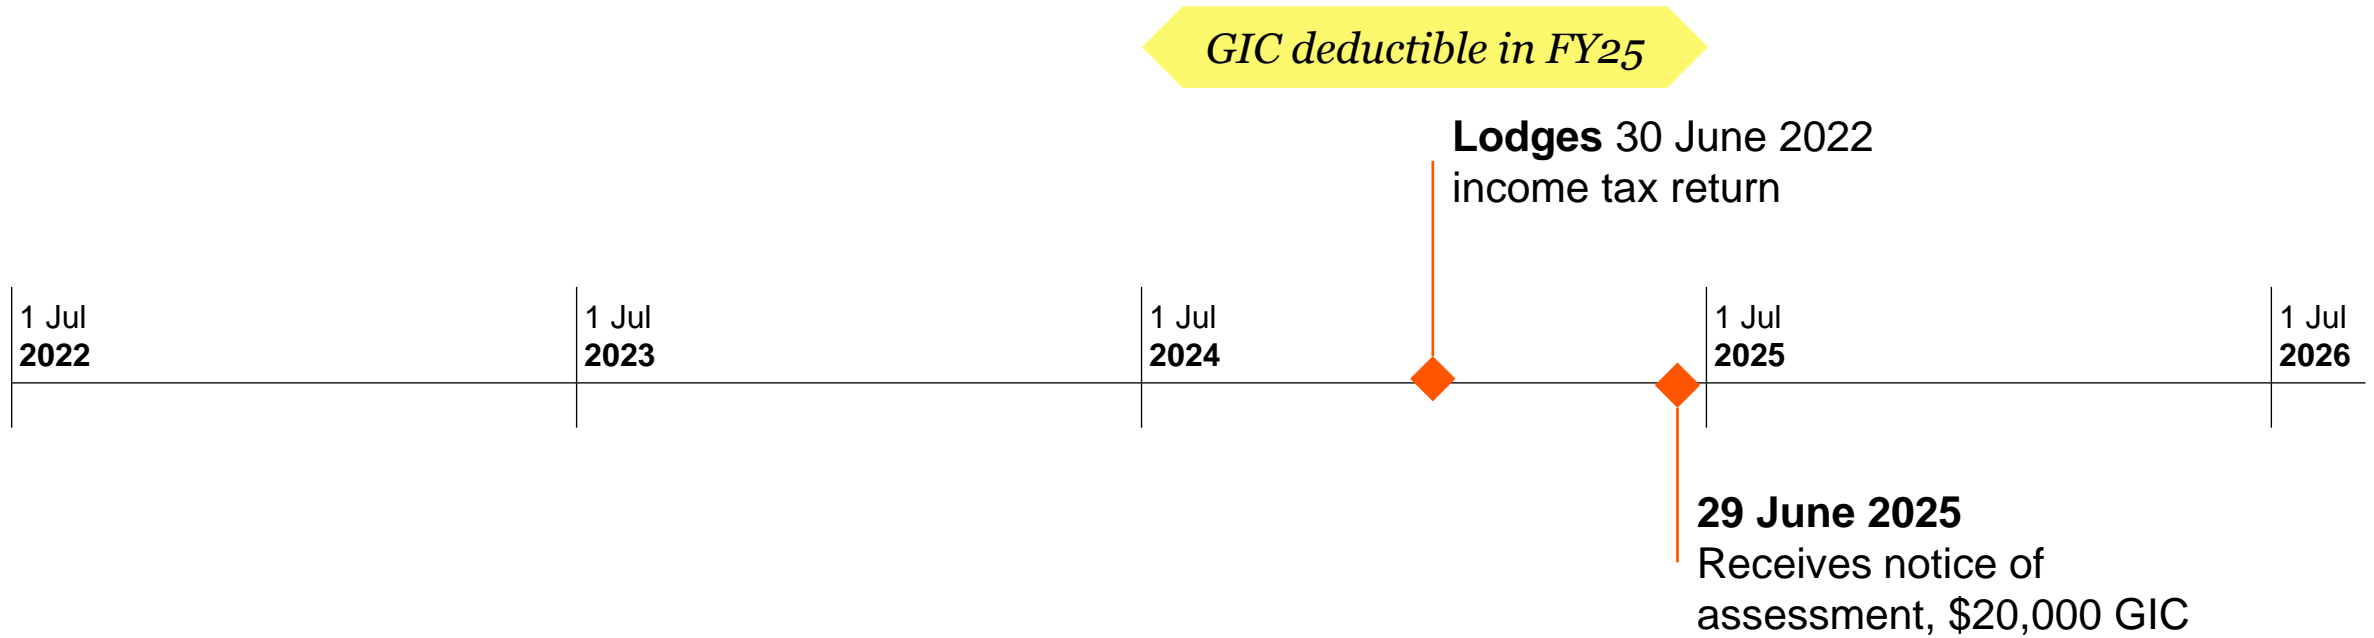 GIC deductible in FY25
Lodges 30 June 2022
income tax return
1 Jul
2022
1 Jul
2023
1 Jul
2024
1 Jul
2025
1 Jul
2026
29 June 2025
Receives notice of
assessment, $20,000 GIC